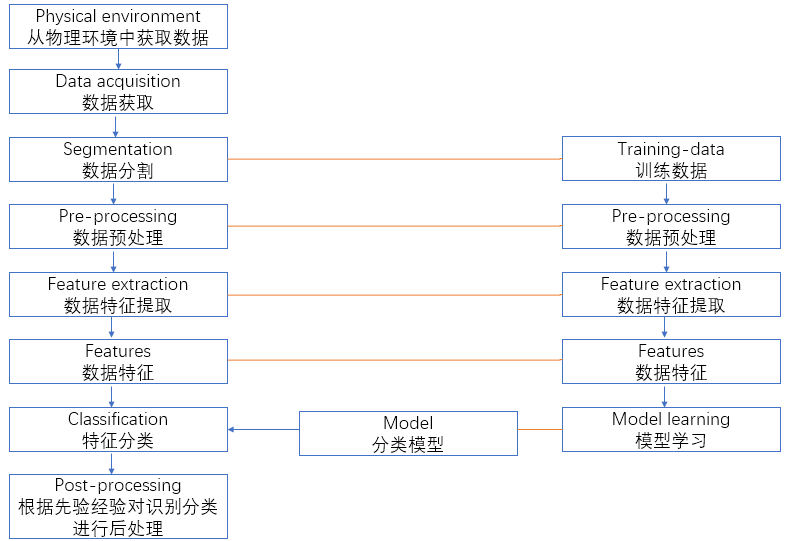 Physical environment
从物理环境中获取数据
Data acquisition
数据获取
Segmentation
数据分割
Pre-processing
数据预处理
Feature extraction
数据特征提取
Features
数据特征
Classification
特征分类
Post-processing
根据先验经验对识别分类
进行后处理
Training-data
训练数据
Pre-processing
数据预处理
Feature extraction
数据特征提取
Features
数据特征
Model learning
模型学习
Model
分类模型